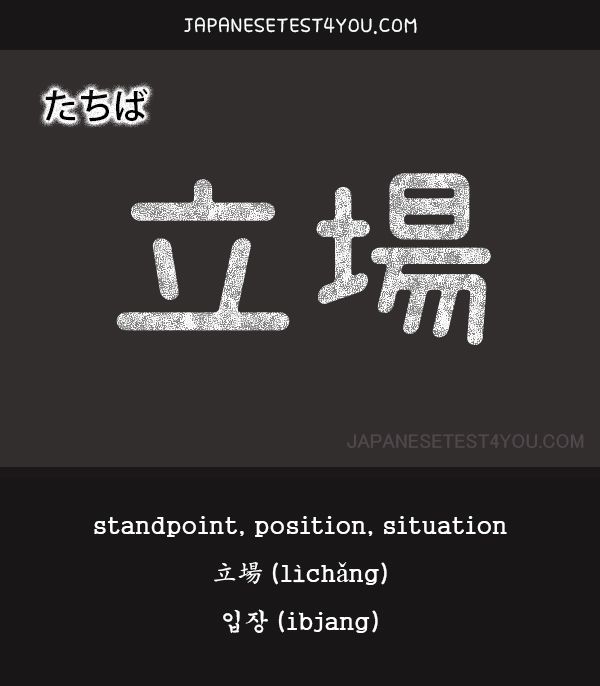 JAPANESETEST4YOU.COM
たちば
立場
JAPANESETEST4YOU.COM
standpoint, position, situation
立場 (lìchǎng)
입장 (ibjang)